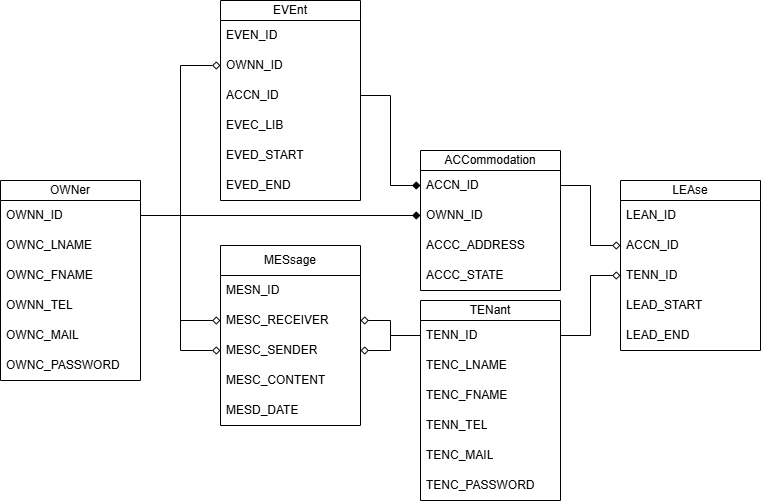 EVEnt
EVEN_ID
OWNN_ID
ACCN_ID
EVEC_LIB
EVED_START
EVED_END
OWNer
OWNN_ID
OWNC_LNAME
OWNC_FNAME
OWNN_TEL
OWNC_MAIL
OWNC_PASSWORD
MESsage
MESN_ID
MESC_RECEIVER
MESC_SENDER
MESC_CONTENT
MESD_DATE
ACCommodation
ACCN_ID
OWNN_ID
ACCC_ADDRESS
ACCC_STATE
TENant
TENN_ID
TENC_LNAME
TENC_FNAME
TENN_TEL
TENC_MAIL
TENC_PASSWORD
LEAse
LEAN_ID
ACCN_ID
TENN_ID
LEAD_START
LEAD_END